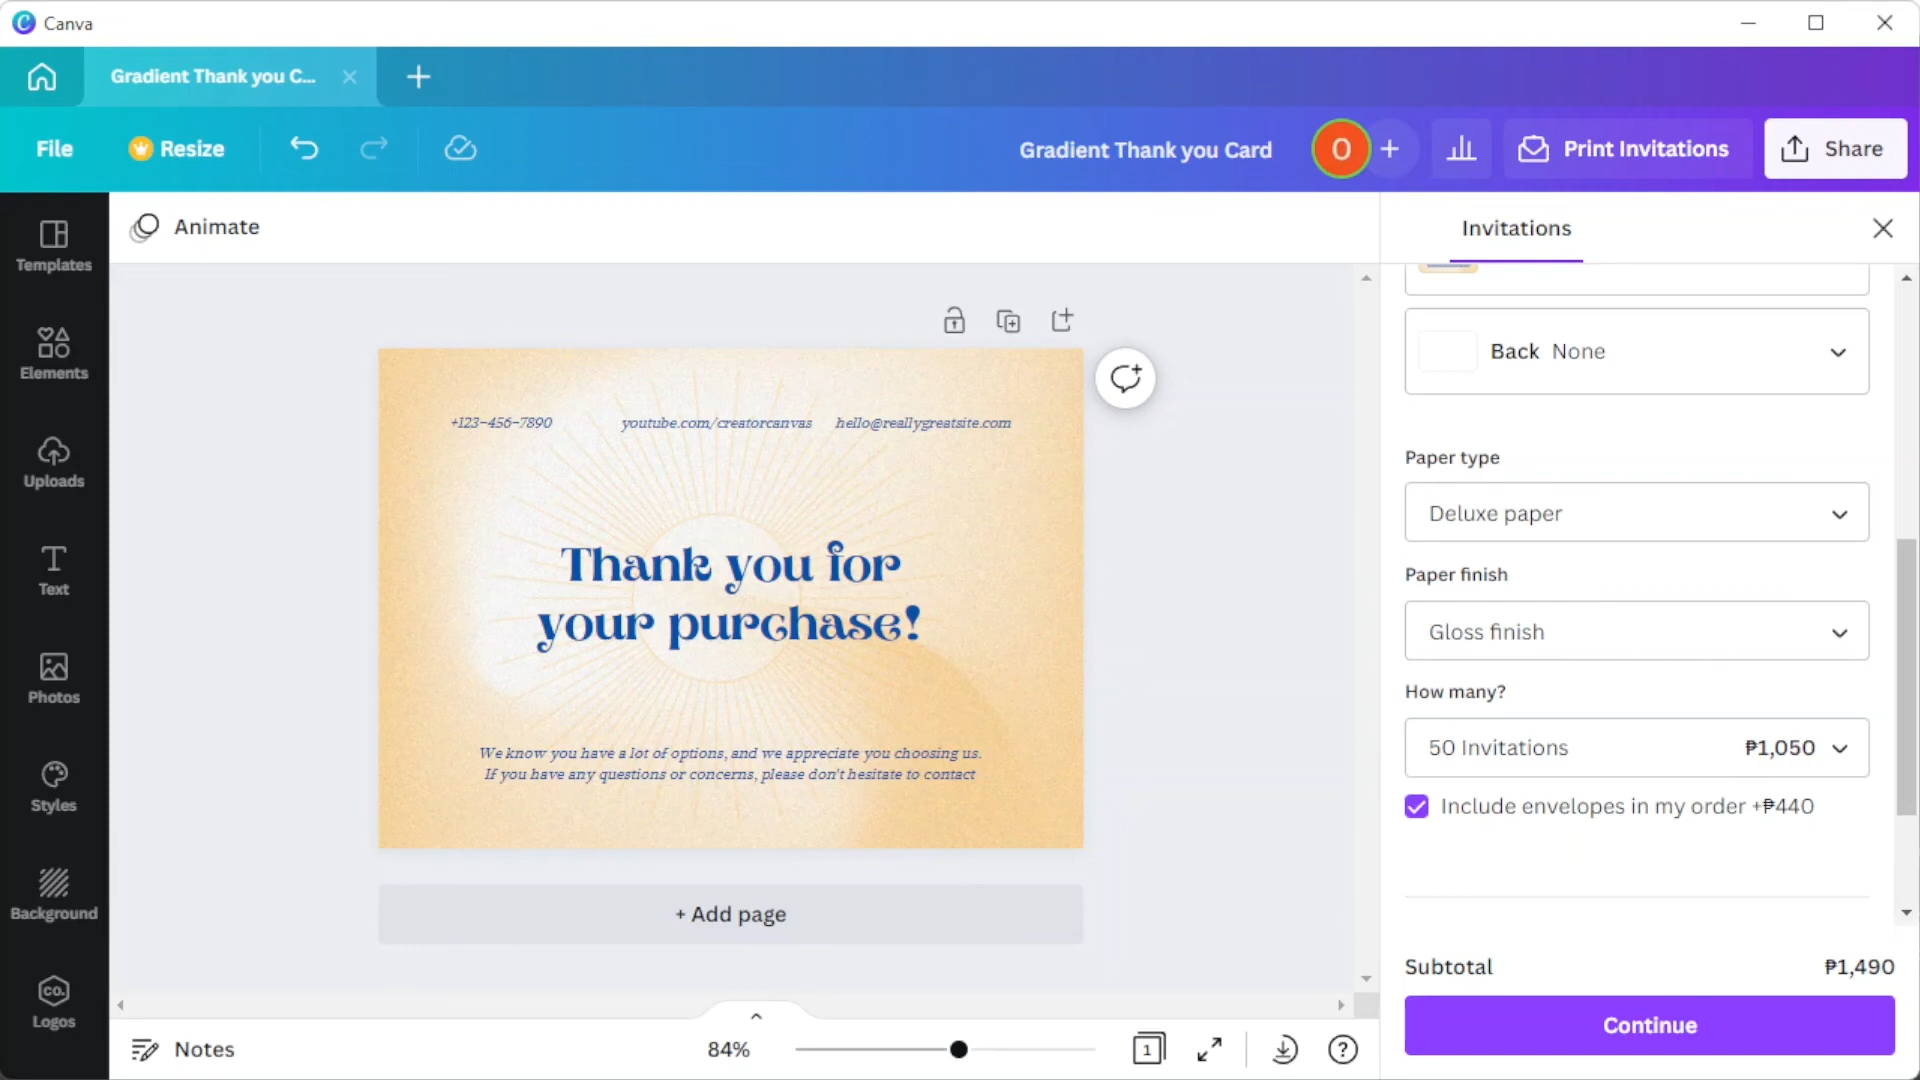 Canva
Gradient Thank you C...
File
Resize
Gradient Thank you Card
O
Print Invitations
Share
Templates
Elements
Uploads
Text
Photos
Styles
Background
CO.
Logos
Animate
+123-456-7890
youtube.com/creatorcanvas
hello@reallygreatsite.com
Thank you for
your purchase!
We know you have a lot of options, and we appreciate you choosing us.
If you have any questions or concerns, please don't hesitate to contact
+ Add page
Notes
84%
1
Invitations
Back None
Paper type
Deluxe paper
Paper finish
Gloss finish
How many?
50 Invitations ₱1,050
Include envelopes in my order +₱440
Subtotal ₱1,490
Continue